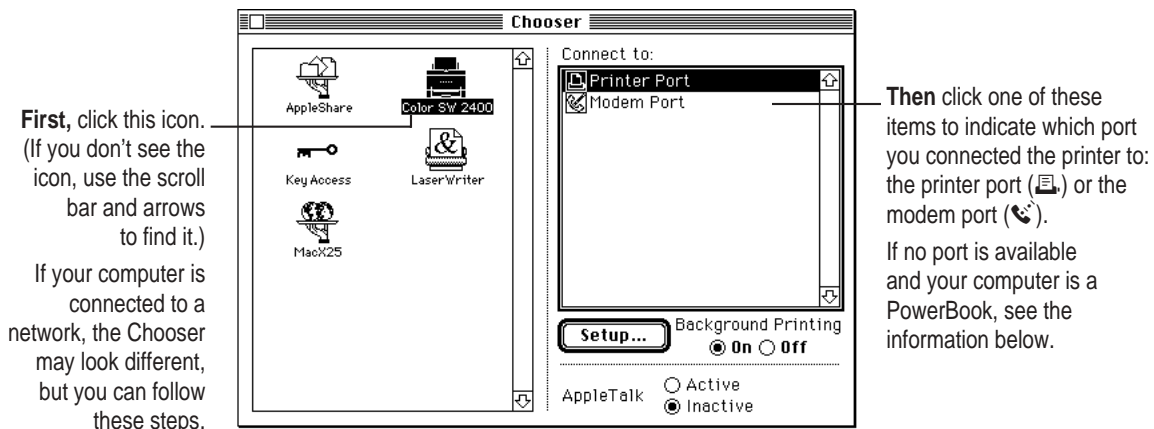 Chooser
First, click this icon.
(If you don't see the
icon, use the scroll
bar and arrows
to find it.)
If your computer is
connected to a
network, the Chooser
may look different,
but you can follow
these steps.
AppleShare
Color SW 2400
Key Access
LaserWriter
MacX25
Connect to:
Printer Port
Modem Port
Setup...
Background Printing
On Off
AppleTalk
Active
Inactive
Then click one of these
items to indicate which port
you connected the printer to:
the printer port ( ) or the
modem port ( ).
If no port is available
and your computer is a
PowerBook, see the
information below.